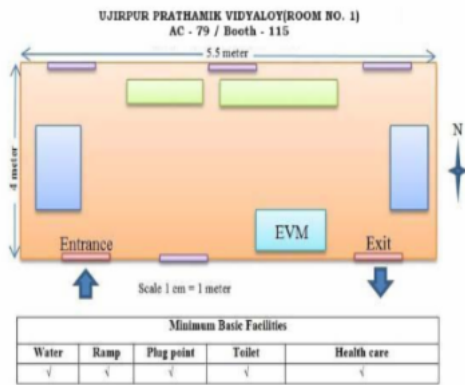 UJIRPUR PRATHAMIK VIDYALOY(ROOM NO. 1)
AC - 79 / Booth - 115
5.5 meter
4 meter
N
EVM
Entrance
Exit
Scale 1 cm = 1 meter
Minimum Basic Facilities
Water Ramp Plug point Toilet Health care
√ √ √ √ √